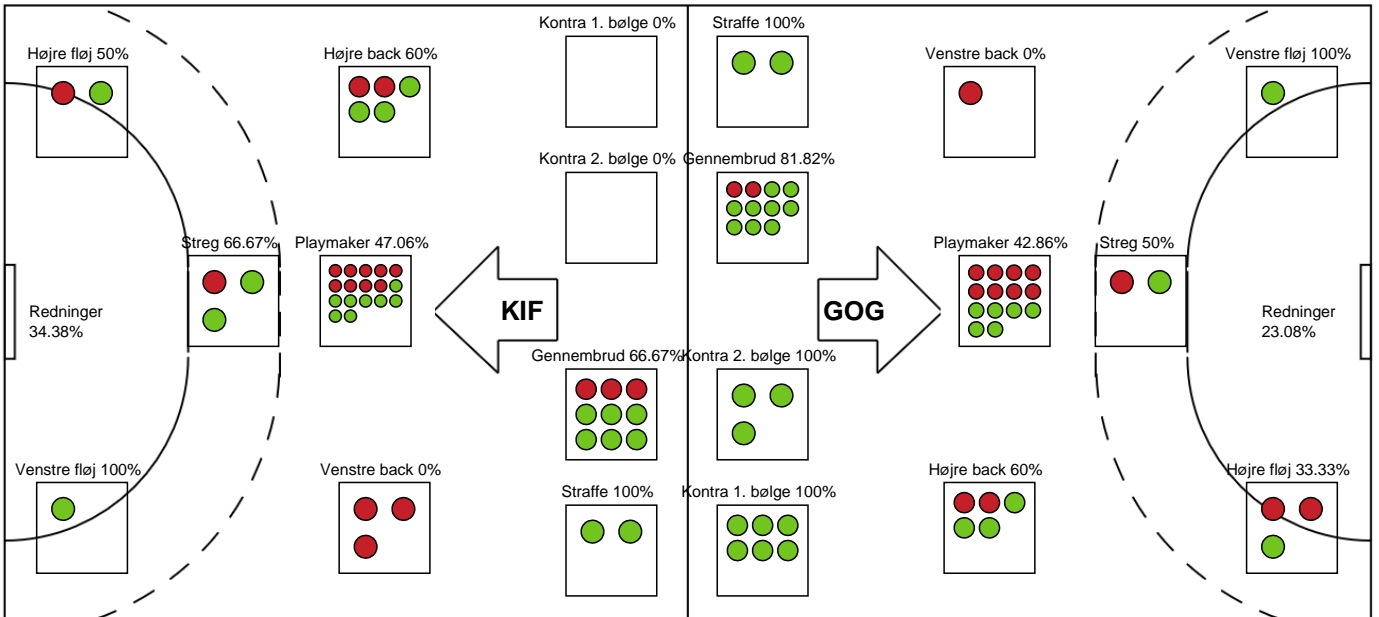 Kontra 1. bølge 0%
Straffe 100%
Højre fløj 50%
Højre back 60%
Venstre back 0%
Venstre fløj 100%
Kontra 2. bølge 0%
Gennembrud 81.82%
Streg 66.67%
Playmaker 47.06%
Playmaker 42.86%
Streg 50%
Redninger
34.38%
KIF
GOG
Redninger
23.08%
Gennembrud 66.67%
Kontra 2. bølge 100%
Venstre fløj 100%
Venstre back 0%
Højre back 60%
Højre fløj 33.33%
Straffe 100%
Kontra 1. bølge 100%